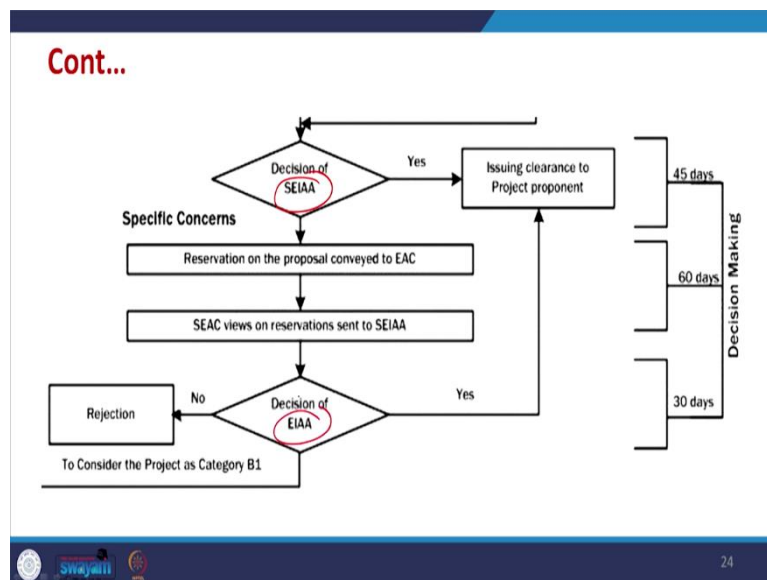 Cont...
Decision of
SEIAA
Yes
Issuing clearance to
Project proponent
45 days
Specific Concerns
Reservation on the proposal conveyed to EAC
60 days
Decision Making
SEAC views on reservations sent to SEIAA
Rejection
No
Decision of
EIAA
Yes
30 days
To Consider the Project as Category B1
swayam
24